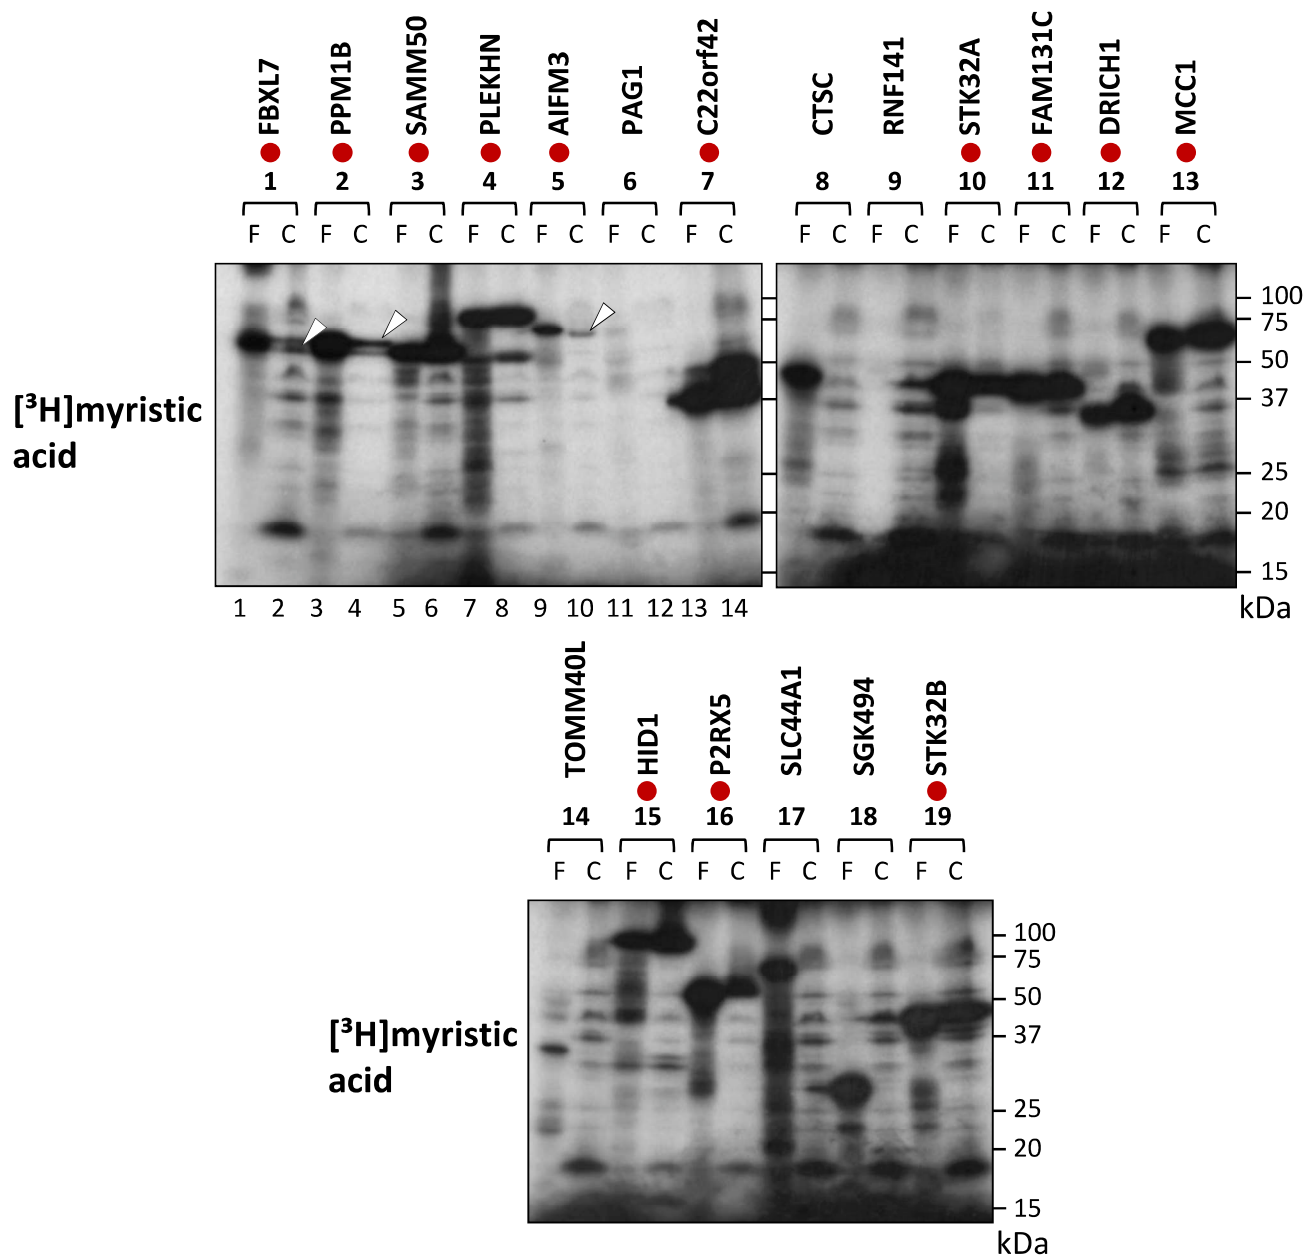 FBXL7 PPM1B SAMM50 PLEKHN AIFM3 PAG1 C22orf42 CTSC RNF141 STK32A FAM131C DRICH1 MCC1
1 2 3 4 5 6 7 8 9 10 11 12 13
F C F C F C F C F C F C F C F C F C F C F C F C F C
100
75
50
37
25
20
15
kDa
[³H]myristic
acid
1 2 3 4 5 6 7 8 9 10 11 12 13 14
TOMM40L HID1 P2RX5 SLC44A1 SGK494 STK32B
14 15 16 17 18 19
F C F C F C F C F C F C
100
75
50
37
25
20
15
kDa
[³H]myristic
acid